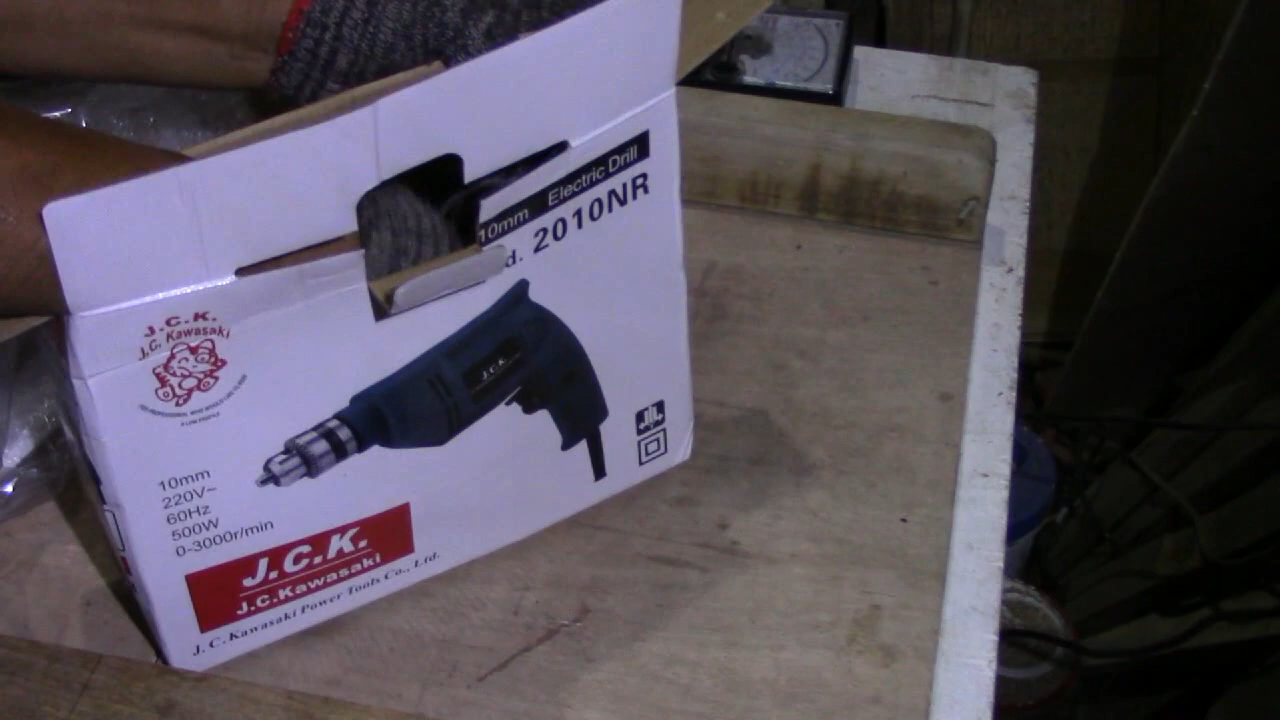 10mm Electric Drill
d. 2010NR
J.C.K.
J.C. Kawasaki
J.C.K.
10mm
220V~
60Hz
500W
0-3000r/min
J.C.K.
J.C.Kawasaki
J.C.Kawasaki Power Tools Co., Ltd.